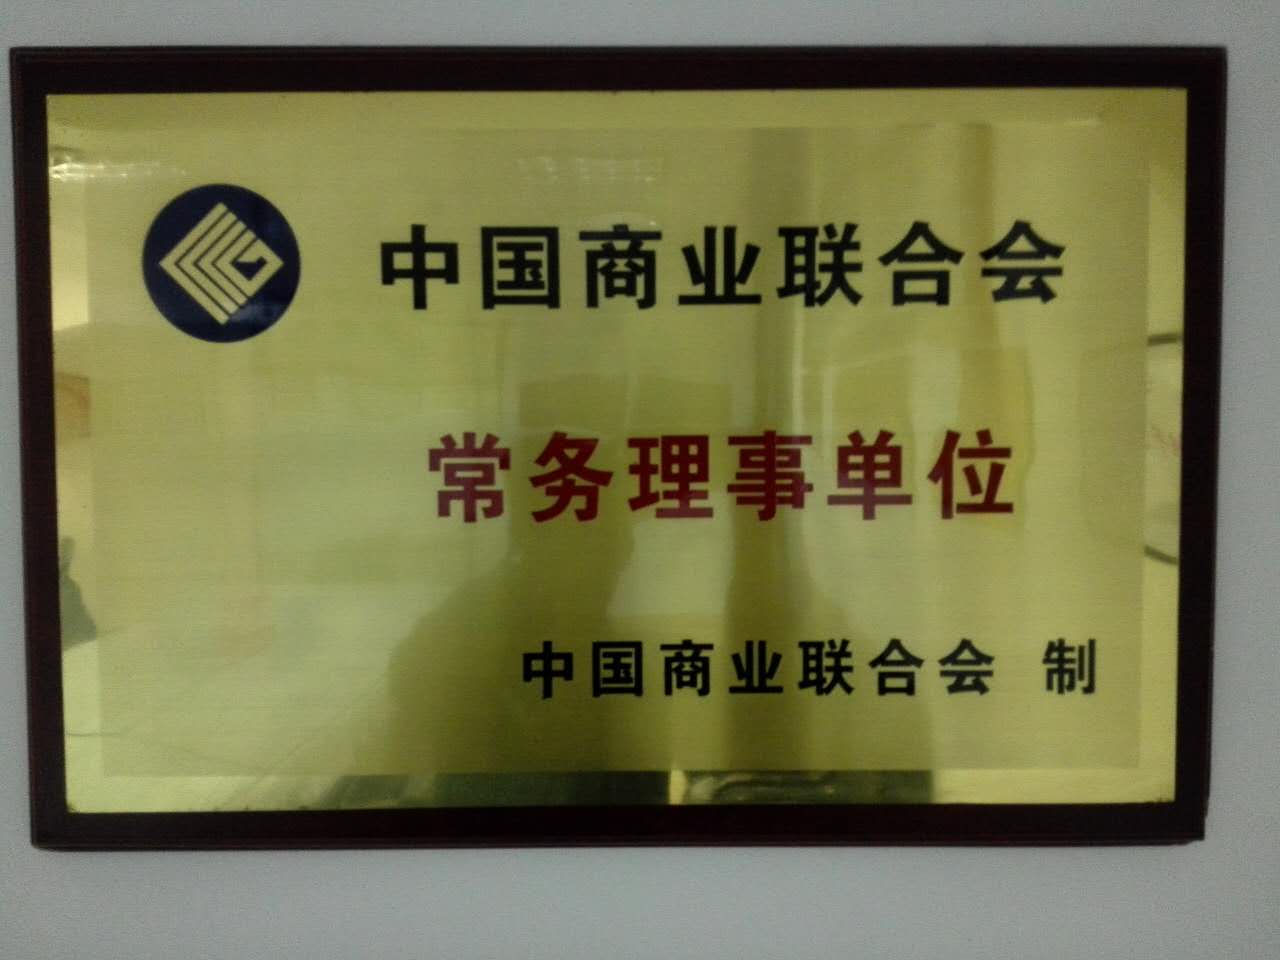 中国商业联合会
常务理事单位
中国商业联合会 制